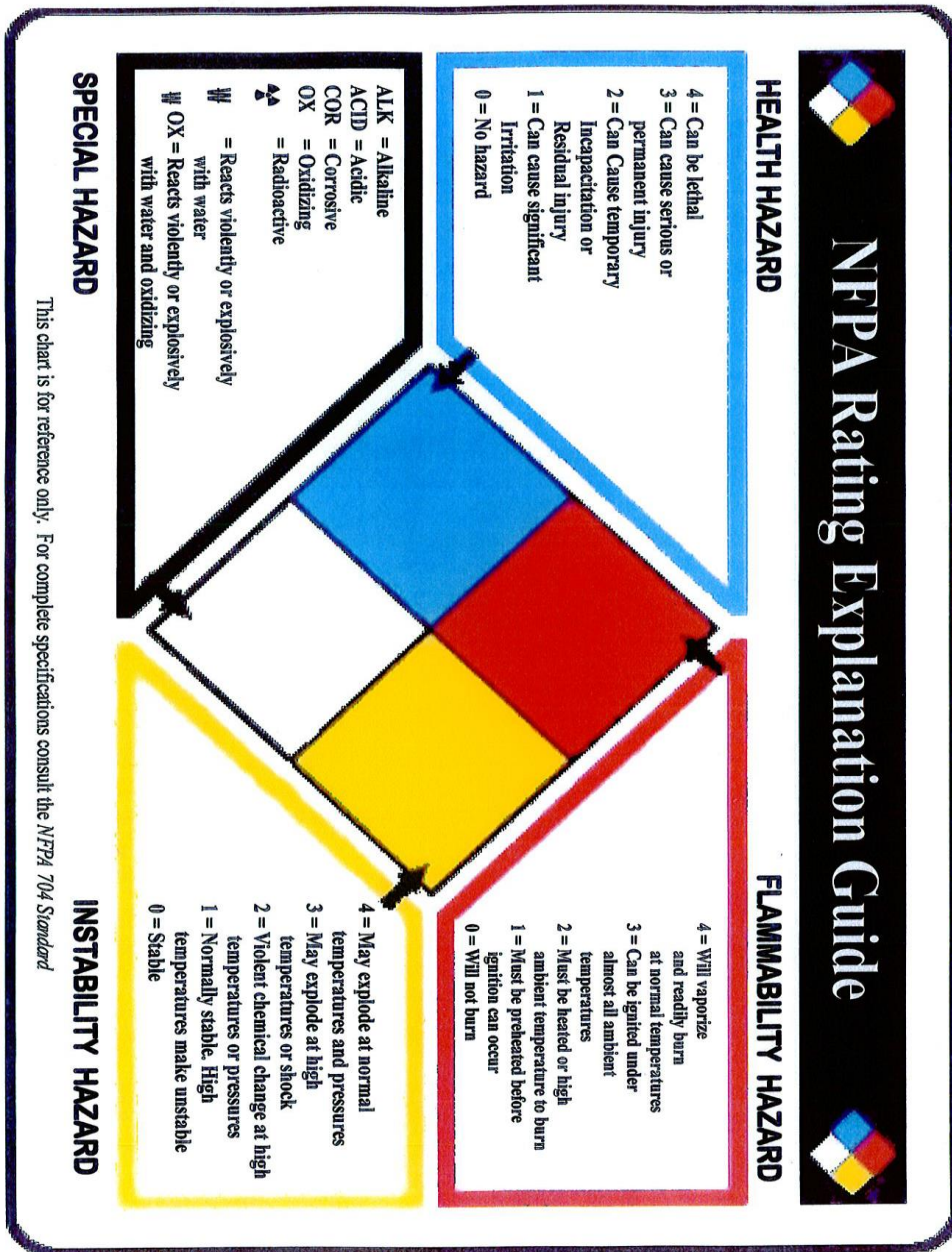 NFPA Rating Explanation Guide
HEALTH HAZARD
4 = Can be lethal
3 = Can cause serious or
permanent injury
2 = Can Cause temporary
Incapacitation or
Residual injury
1 = Can cause significant
Irritation
0 = No hazard
FLAMMABILITY HAZARD
4 = Will vaporize
and readily burn
at normal temperatures
3 = Can be ignited under
almost all ambient
temperatures
2 = Must be heated or high
ambient temperature to burn
1 = Must be preheated before
ignition can occur
0 = Will not burn
ALK = Alkaline
ACID = Acidic
COR = Corrosive
OX = Oxidizing
= Radioactive
W = Reacts violently or explosively
with water
W OX = Reacts violently or explosively
with water and oxidizing
SPECIAL HAZARD
4 = May explode at normal
temperatures and pressures
3 = May explode at high
temperatures or shock
2 = Violent chemical change at high
temperatures or pressures
1 = Normally stable. High
temperatures make unstable
0 = Stable
INSTABILITY HAZARD
This chart is for reference only. For complete specifications consult the NFPA 704 Standard